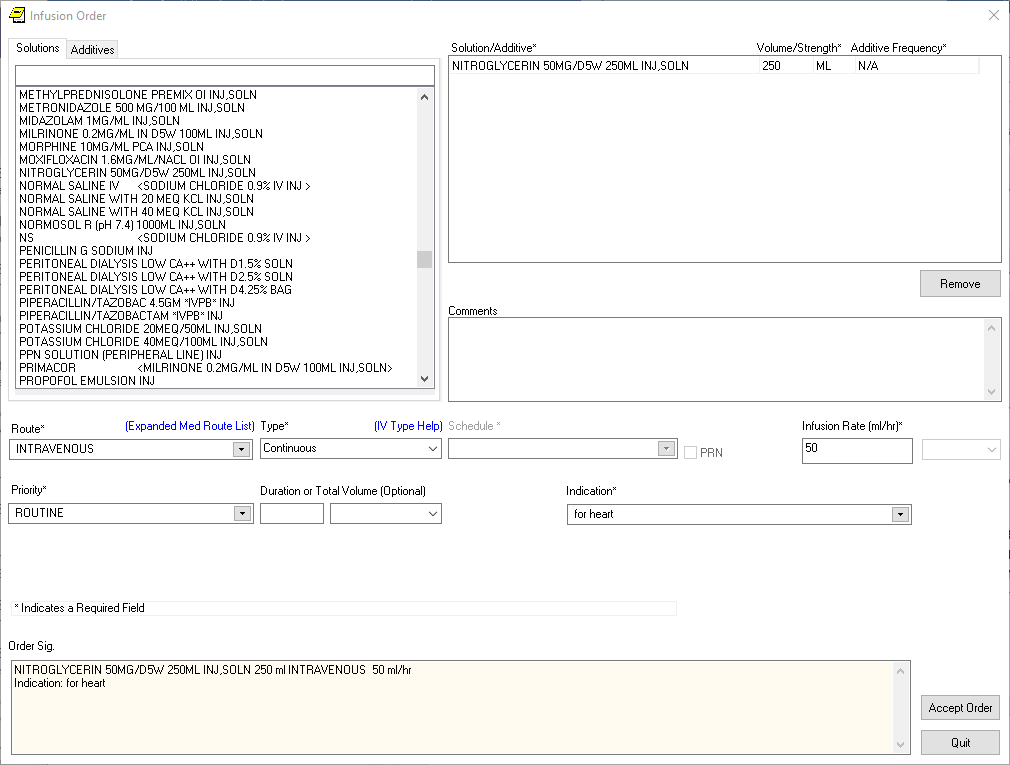 Infusion Order
Solutions
Additives
METHYLPREDNISOLONE PREMIX OI INJ,SOLN
METRONIDAZOLE 500 MG/100 ML INJ,SOLN
MIDAZOLAM 1MG/ML INJ,SOLN
MILRINONE 0.2MG/ML IN D5W 100ML INJ,SOLN
MORPHINE 10MG/ML PCA INJ,SOLN
MOXIFLOXACIN 1.6MG/ML/NACL OI INJ,SOLN
NITROGLYCERIN 50MG/D5W 250ML INJ,SOLN
NORMAL SALINE IV <SODIUM CHLORIDE 0.9% IV INJ >
NORMAL SALINE WITH 20 MEQ KCL INJ,SOLN
NORMAL SALINE WITH 40 MEQ KCL INJ,SOLN
NORMOSOL R (pH 7.4) 1000ML INJ,SOLN
NS <SODIUM CHLORIDE 0.9% IV INJ >
PENICILLIN G SODIUM INJ
PERITONEAL DIALYSIS LOW CA++ WITH D1.5% SOLN
PERITONEAL DIALYSIS LOW CA++ WITH D2.5% SOLN
PERITONEAL DIALYSIS LOW CA++ WITH D4.25% BAG
PIPERACILLIN/TAZOBAC 4.5GM *IVPB* INJ
PIPERACILLIN/TAZOBACTAM *IVPB* INJ
POTASSIUM CHLORIDE 20MEQ/50ML INJ,SOLN
POTASSIUM CHLORIDE 40MEQ/100ML INJ,SOLN
PPN SOLUTION (PERIPHERAL LINE) INJ
PRIMACOR <MILRINONE 0.2MG/ML IN D5W 100ML INJ,SOLN>
PROPOFOL EMULSION INJ
Solution/Additive* Volume/Strength* Additive Frequency*
NITROGLYCERIN 50MG/D5W 250ML INJ,SOLN 250 ML N/A
Remove
Comments
Route* (Expanded Med Route List) Type* (IV Type Help) Schedule * Infusion Rate (ml/hr)*
INTRAVENOUS Continuous PRN 50
Priority* Duration or Total Volume (Optional) Indication*
ROUTINE for heart
* Indicates a Required Field
Order Sig.
NITROGLYCERIN 50MG/D5W 250ML INJ,SOLN 250 ml INTRAVENOUS 50 ml/hr
Indication: for heart
Accept Order
Quit